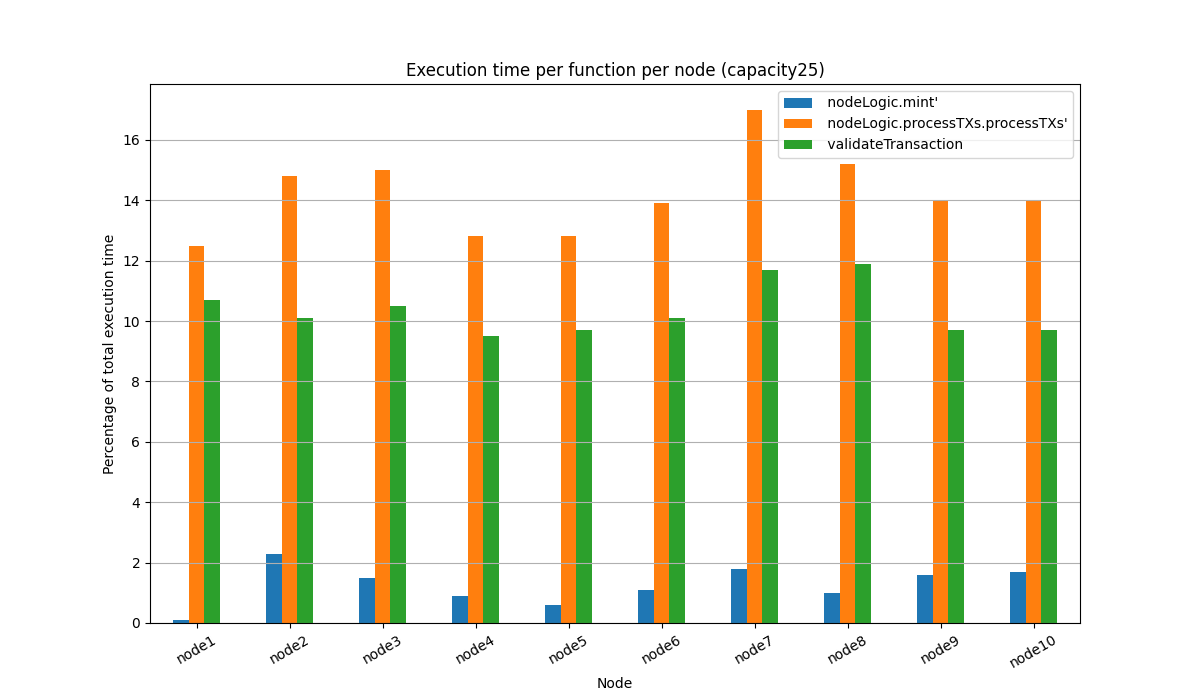 Execution time per function per node (capacity25)
nodeLogic.mint'
nodeLogic.processTXs.processTXs'
validateTransaction
Percentage of total execution time
16
14
12
10
8
6
4
2
0
node1 node2 node3 node4 node5 node6 node7 node8 node9 node10
Node